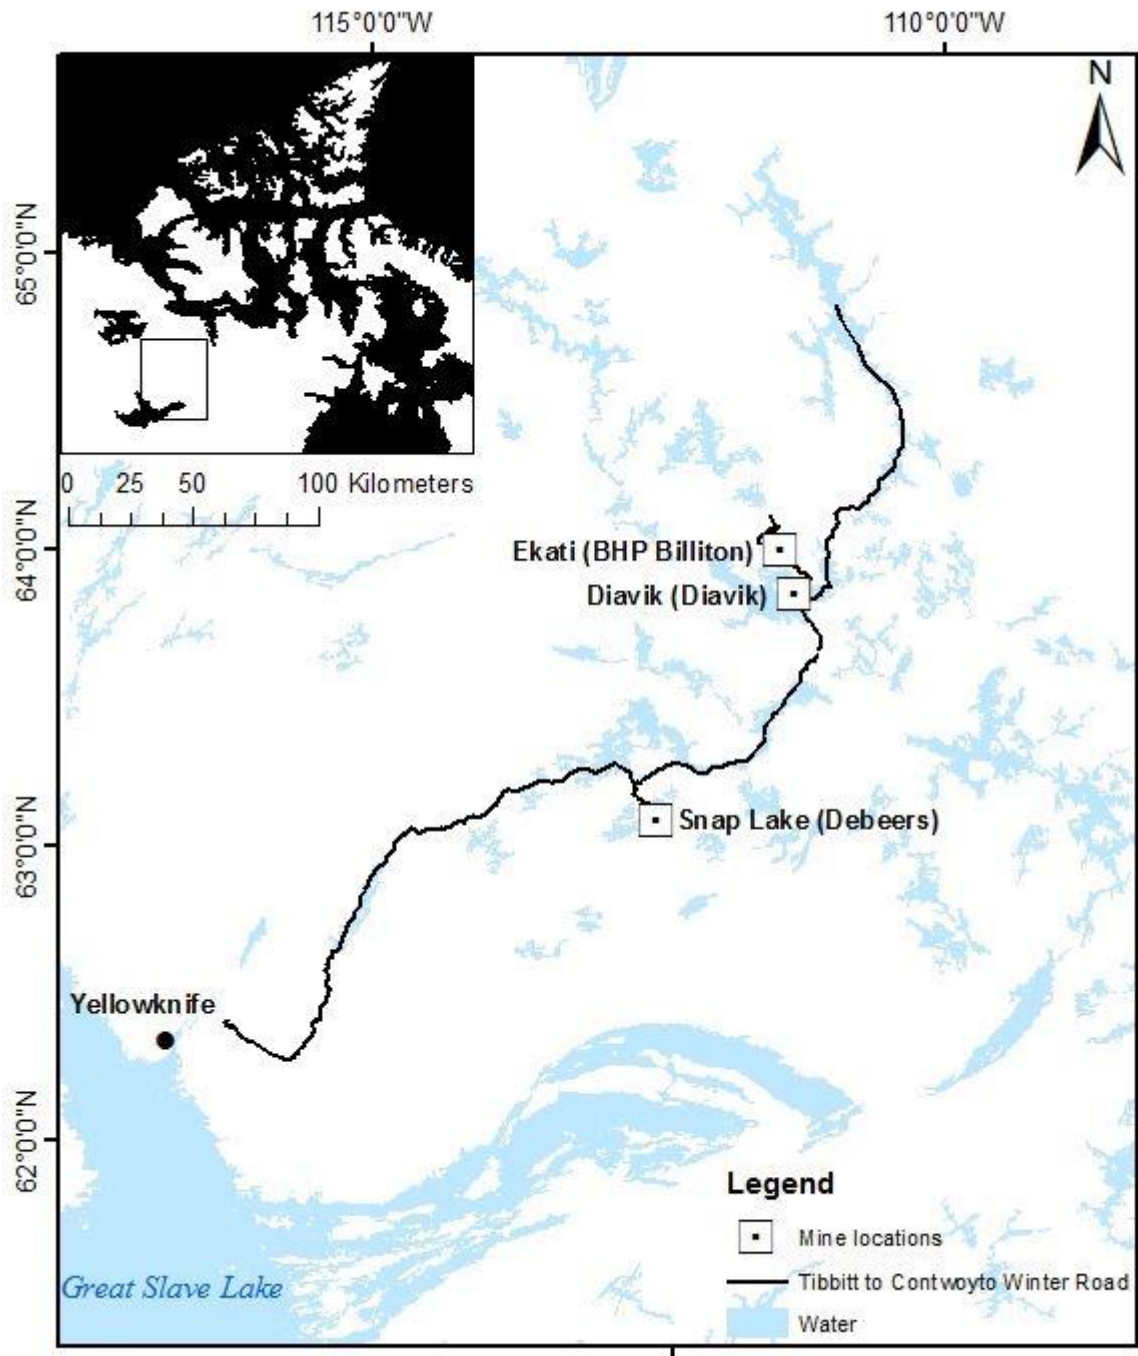 115°0'0"W
110°0'0"W
N
65°0'0"N
0 25 50 100 Kilometers
64°0'0"N
Ekati (BHP Billiton)
Diavik (Diavik)
63°0'0"N
Snap Lake (Debeers)
Yellowknife
62°0'0"N
Legend
Mine locations
Tibbitt to Contwoyto Winter Road
Water
Great Slave Lake